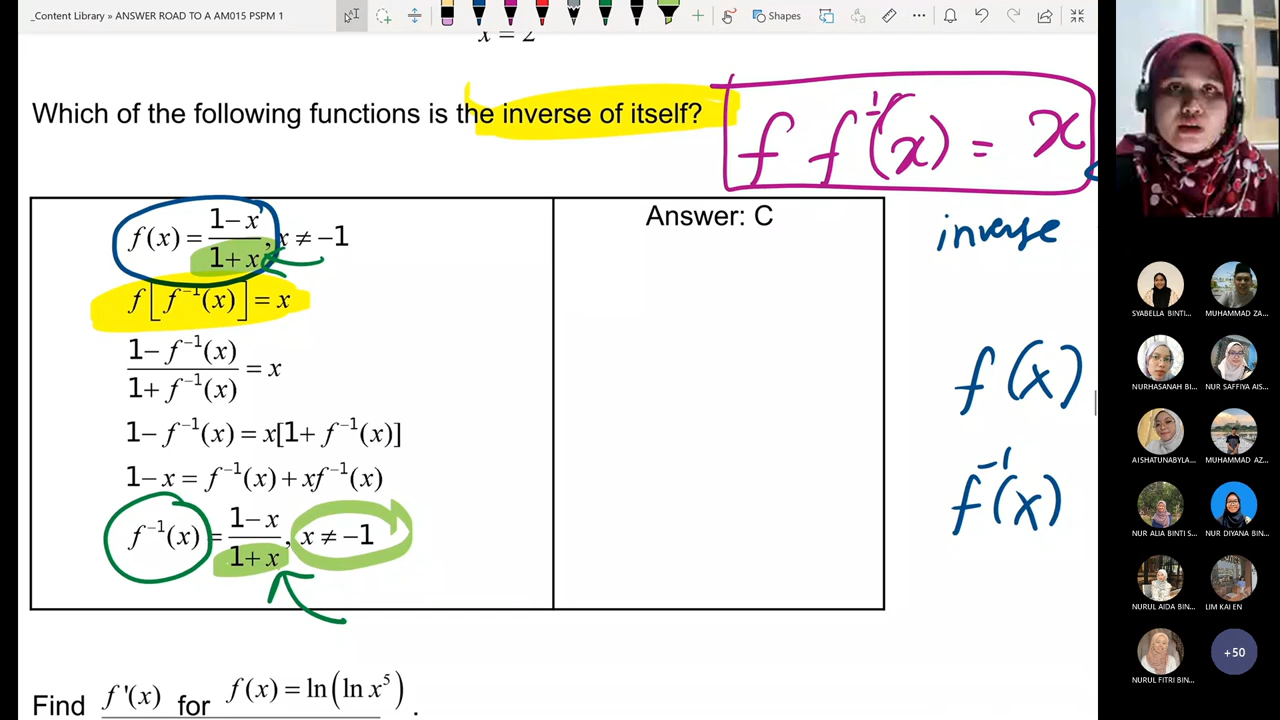 _Content Library » ANSWER ROAD TO A AM015 PSPM 1
Shapes
x = 2
Which of the following functions is the inverse of itself?
f f⁻¹(x) = x
f(x) = (1 − x)/(1 + x), x ≠ −1
Answer: C
inverse
f[f⁻¹(x)] = x
(1 − f⁻¹(x))/(1 + f⁻¹(x)) = x
f(x)
1 − f⁻¹(x) = x[1 + f⁻¹(x)]
1 − x = f⁻¹(x) + xf⁻¹(x)
f⁻¹(x)
f⁻¹(x) = (1 − x)/(1 + x), x ≠ −1
Find f'(x) for f(x) = ln(ln x⁵).
SYABELLA BINTI...
MUHAMMAD ZA...
NURHASANAH BI...
NUR SAFFIYA AIS...
AISHATUNABYLA...
MUHAMMAD AZ...
NUR ALIA BINTI S...
NUR DIYANA BIN...
NURUL AIDA BIN...
LIM KAI EN
NURUL FITRI BIN...
+50